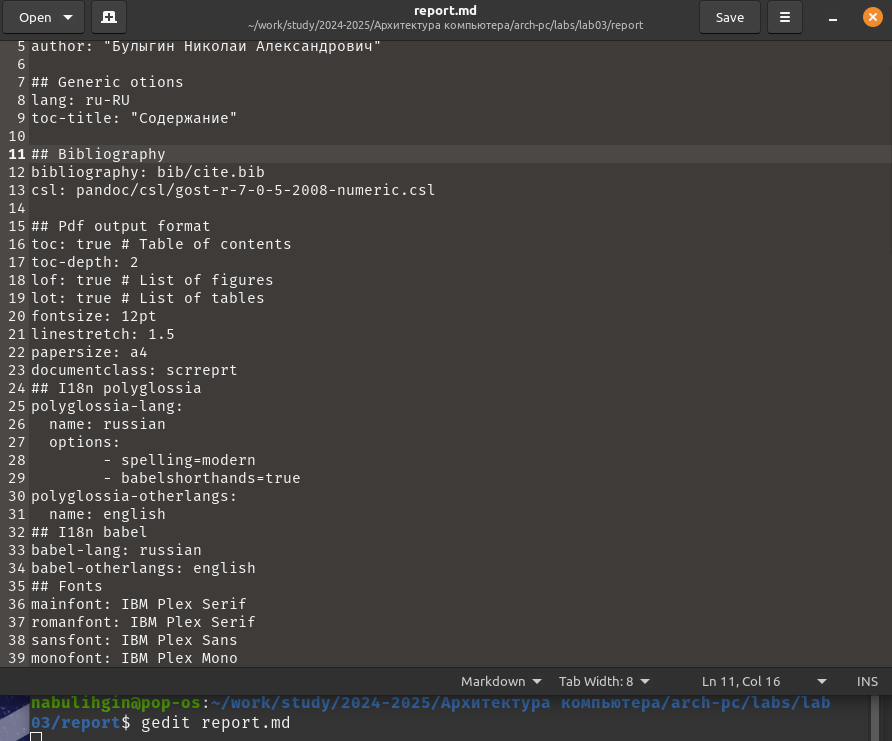 Open
report.md
~/work/study/2024-2025/Архитектура компьютера/arch-pc/labs/lab03/report
Save
5 author: "Булыгин Николай Александрович"
6
7 ## Generic otions
8 lang: ru-RU
9 toc-title: "Содержание"
10
11 ## Bibliography
12 bibliography: bib/cite.bib
13 csl: pandoc/csl/gost-r-7-0-5-2008-numeric.csl
14
15 ## Pdf output format
16 toc: true # Table of contents
17 toc-depth: 2
18 lof: true # List of figures
19 lot: true # List of tables
20 fontsize: 12pt
21 linestretch: 1.5
22 papersize: a4
23 documentclass: scrreprt
24 ## I18n polyglossia
25 polyglossia-lang:
26   name: russian
27   options:
28         - spelling=modern
29         - babelshorthands=true
30 polyglossia-otherlangs:
31   name: english
32 ## I18n babel
33 babel-lang: russian
34 babel-otherlangs: english
35 ## Fonts
36 mainfont: IBM Plex Serif
37 romanfont: IBM Plex Serif
38 sansfont: IBM Plex Sans
39 monofont: IBM Plex Mono
Markdown Tab Width: 8 Ln 11, Col 16 INS
nabulihgin@pop-os:~/work/study/2024-2025/Архитектура компьютера/arch-pc/labs/lab
03/report$ gedit report.md